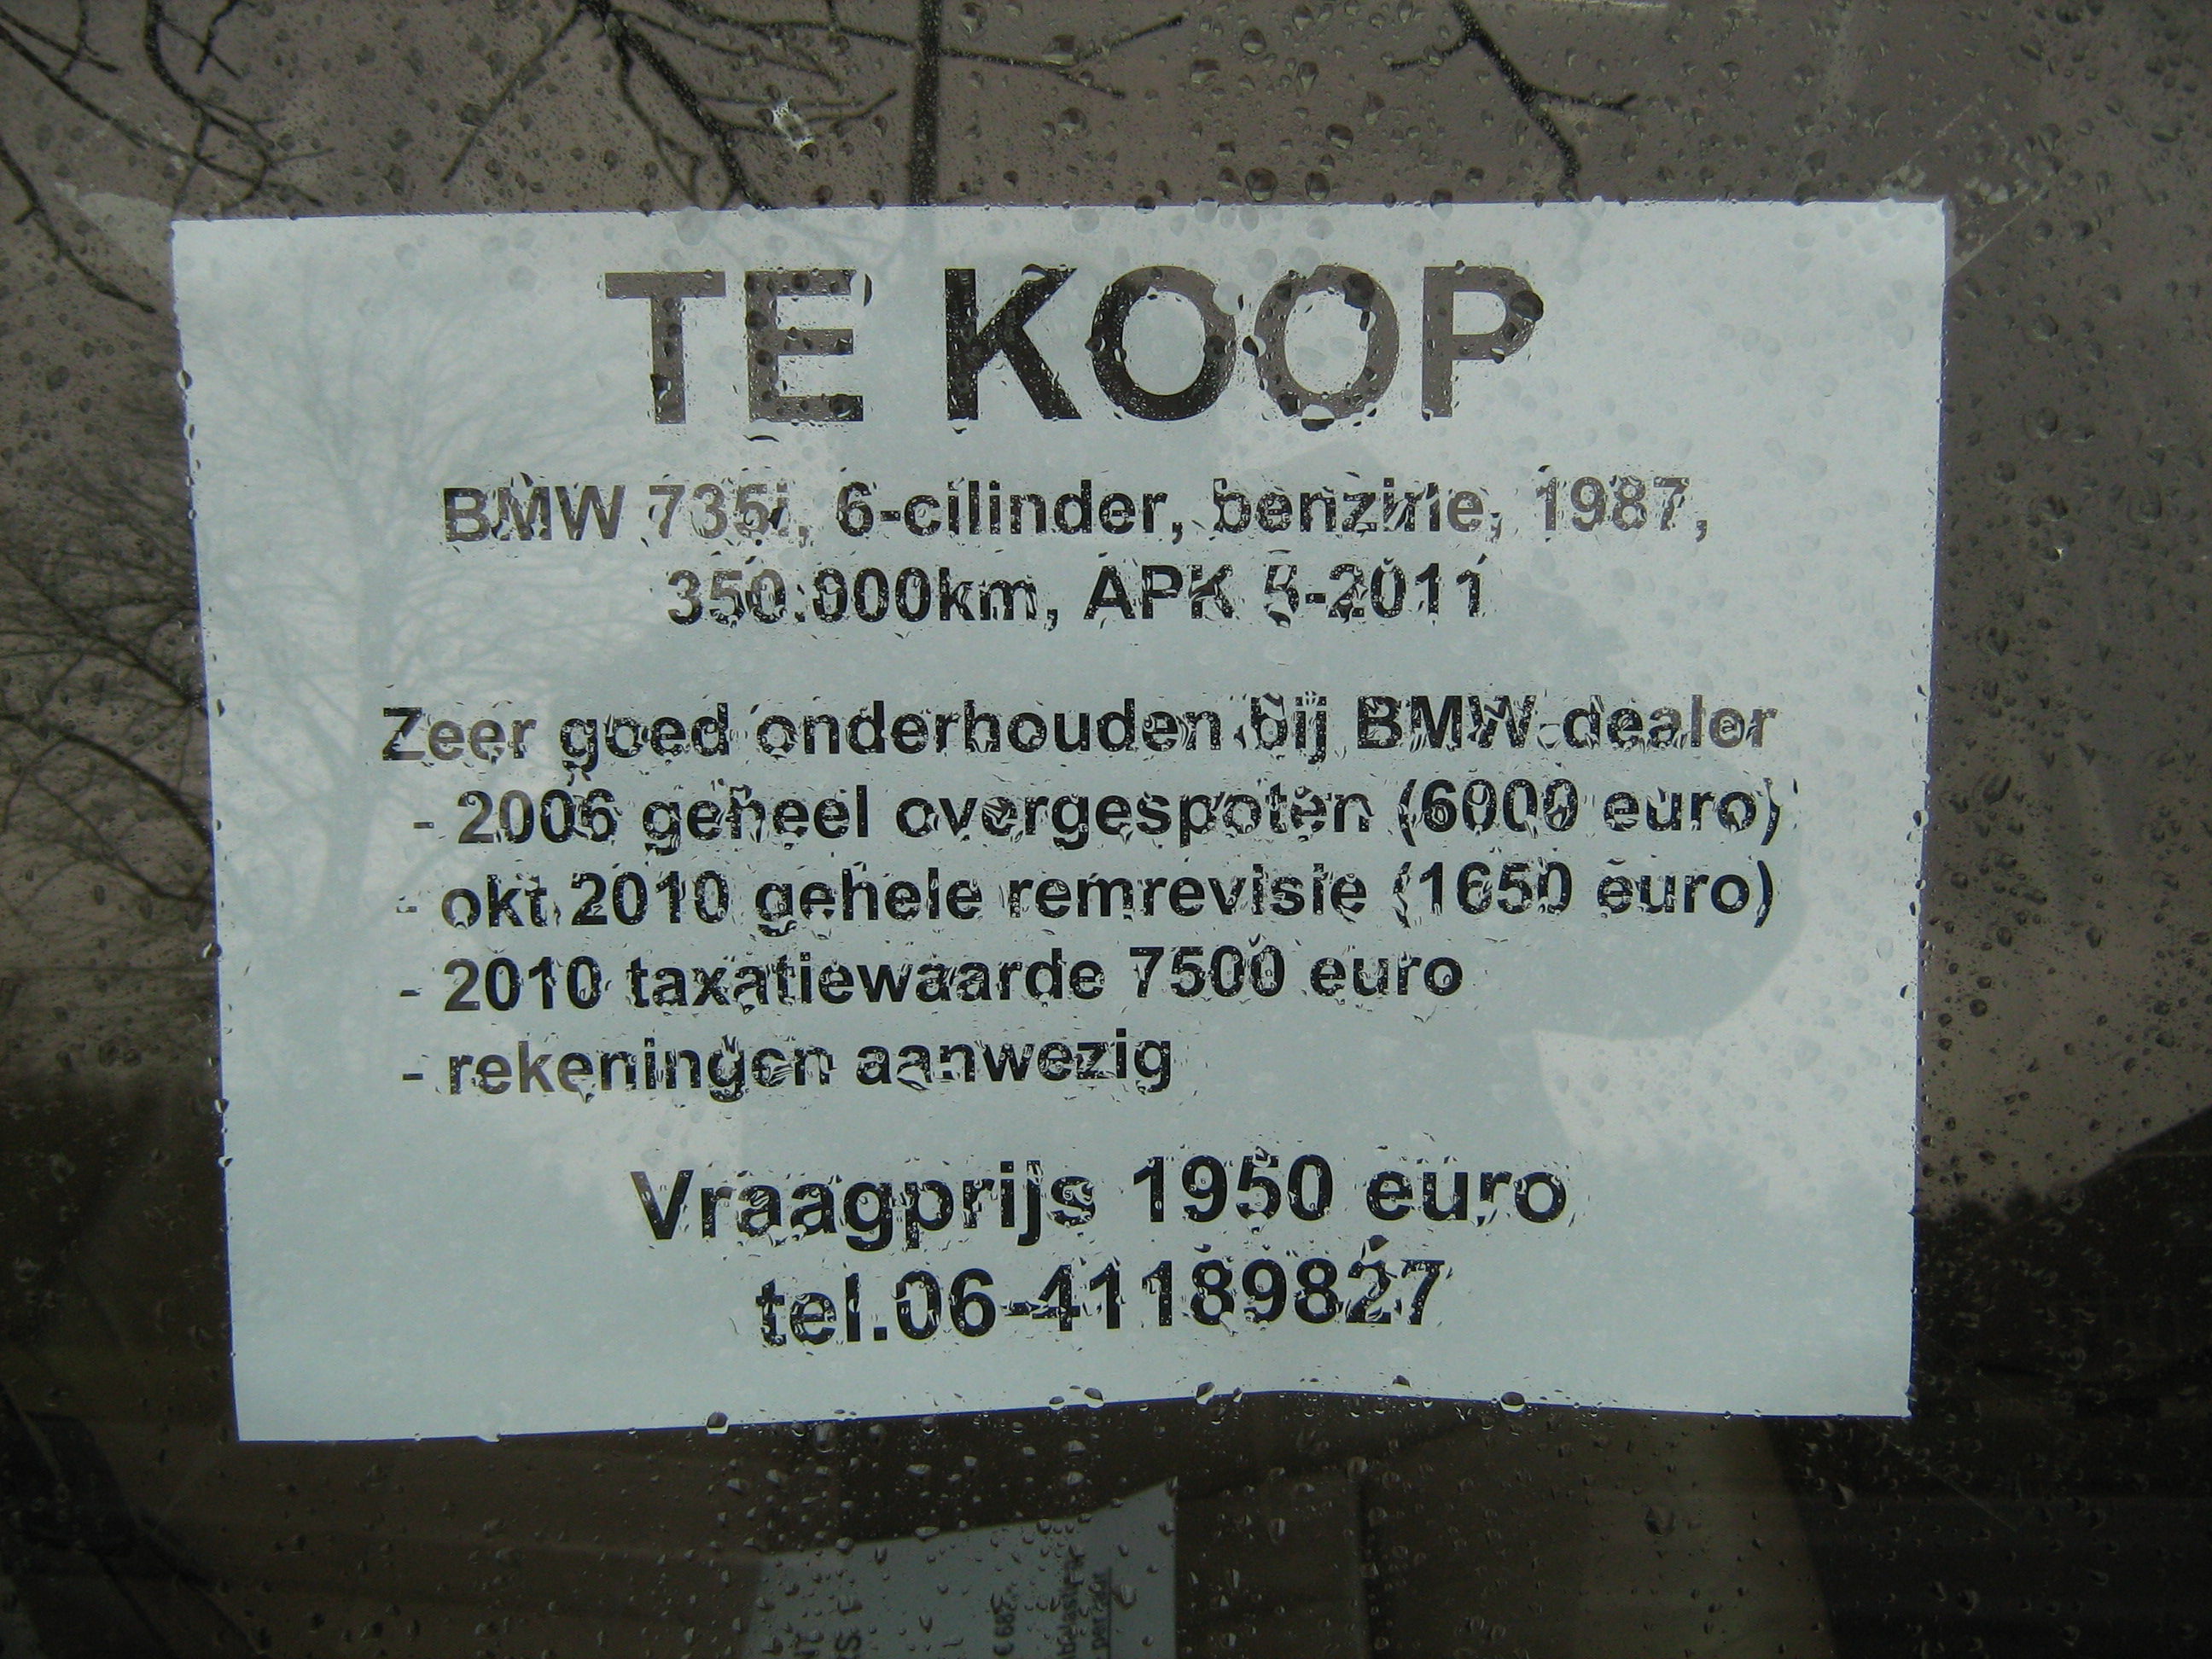 TE KOOP
BMW 735i, 6-cilinder, benzine, 1987,
350.000km, APK 5-2011
Zeer goed onderhouden bij BMW-dealer
- 2006 geheel overgespoten (6000 euro)
- okt 2010 gehele remrevisie (1650 euro)
- 2010 taxatiewaarde 7500 euro
- rekeningen aanwezig
Vraagprijs 1950 euro
tel.06-41189827